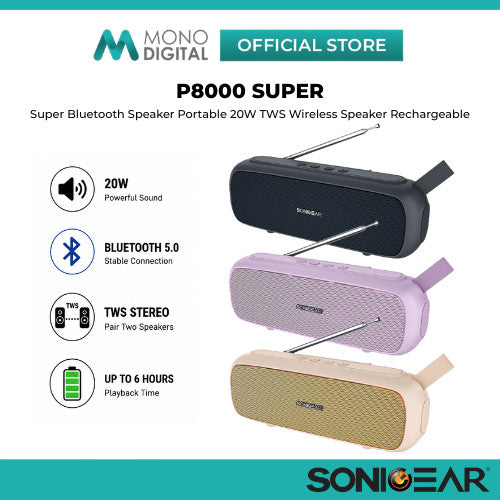 MONO
DIGITAL
OFFICIAL STORE
P8000 SUPER
Super Bluetooth Speaker Portable 20W TWS Wireless Speaker Rechargeable
20W
Powerful Sound
BLUETOOTH 5.0
Stable Connection
TWS
TWS STEREO
Pair Two Speakers
UP TO 6 HOURS
Playback Time
SONICGEAR
SONICGEAR
SONICGEAR
SONICGEAR